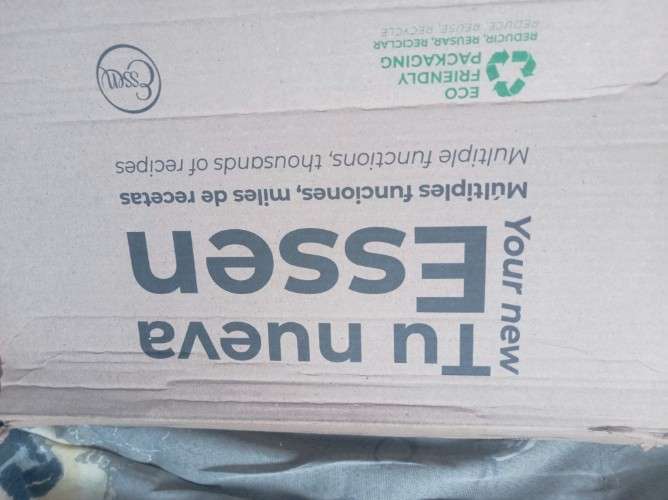 Your new
Tu nueva
Essen
Múltiples funciones, miles de recetas
Multiple functions, thousands of recipes
ECO
FRIENDLY
PACKAGING
REDUCIR, REUSAR, RECICLAR
REDUCE, REUSE, RECYCLE
Essen